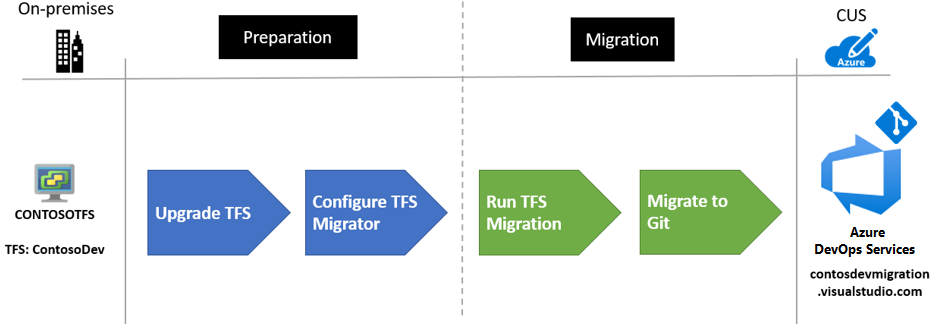 On-premises
Preparation
Migration
CUS
Azure
CONTOSOTFS
TFS: ContosoDev
Upgrade TFS
Configure TFS
Migrator
Run TFS
Migration
Migrate to
Git
Azure
DevOps Services
contosdevmigration
.visualstudio.com